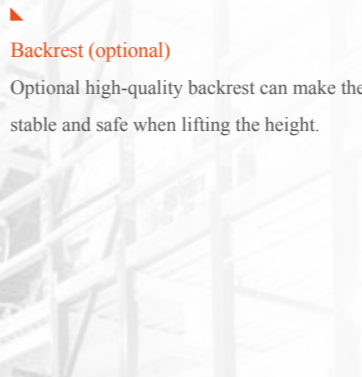 Backrest (optional)
Optional high-quality backrest can make the
stable and safe when lifting the height.